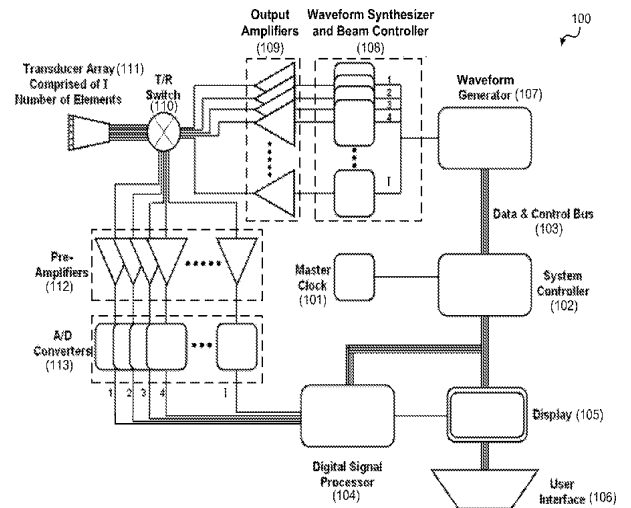 Output
Amplifiers
(109)
Waveform Synthesizer
and Beam Controller
(108)
100
Transducer Array (111)
Comprised of I
Number of Elements
T/R
Switch
(110)
1
2
3
4
I
Waveform
Generator (107)
Data & Control Bus
(103)
Pre-
Amplifiers
(112)
Master
Clock
(101)
System
Controller
(102)
A/D
Converters
(113)
1
2
3
4
I
Display (105)
Digital Signal
Processor
(104)
User
Interface (106)